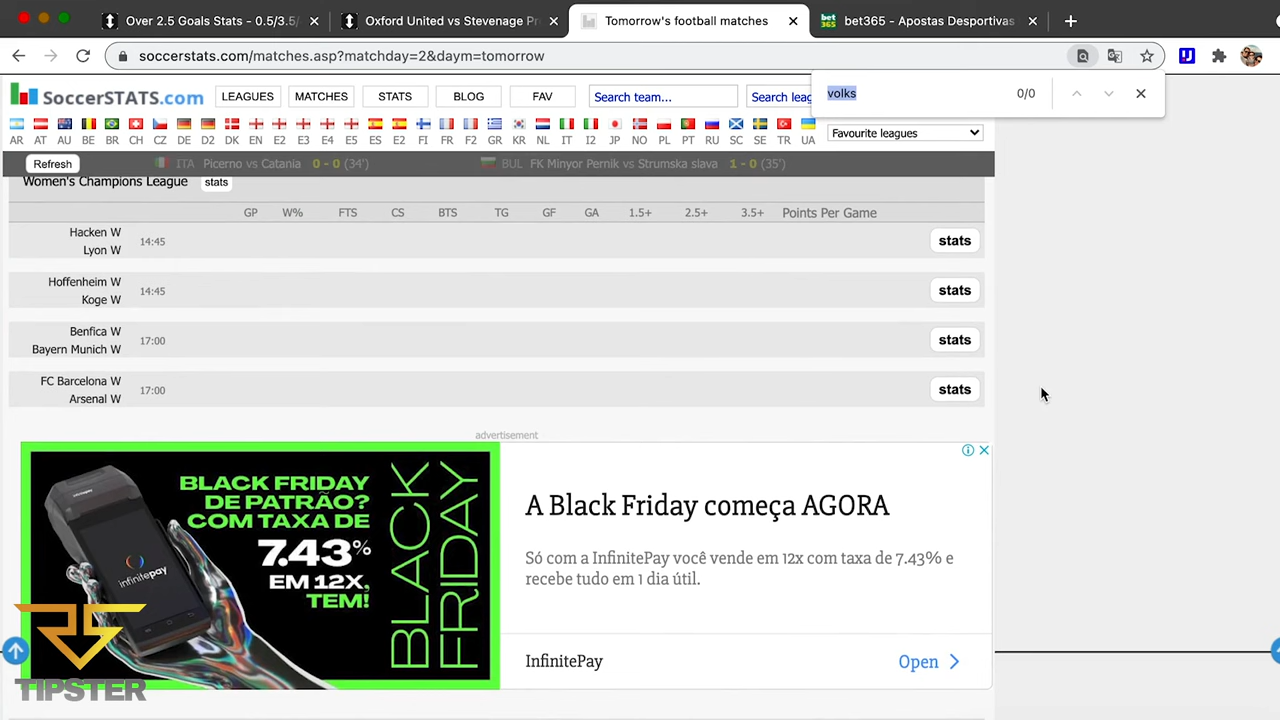 Over 2.5 Goals Stats - 0.5/3.5/
Oxford United vs Stevenage Pr
Tomorrow's football matches
bet365 - Apostas Desportivas
soccerstats.com/matches.asp?matchday=2&daym=tomorrow
volks 0/0
SoccerSTATS.com LEAGUES MATCHES STATS BLOG FAV Search team... Search leag
AR AT AU BE BR CH CZ DE D2 DK EN E2 E3 E4 E5 ES E2 FI FR F2 GR KR NL IT I2 JP NO PL PT RU SC SE TR UA
Favourite leagues
Refresh ITA Picerno vs Catania 0 - 0 (34') BUL FK Minyor Pernik vs Strumska slava 1 - 0 (35')
Women's Champions League stats
GP W% FTS CS BTS TG GF GA 1.5+ 2.5+ 3.5+ Points Per Game
Hacken W
Lyon W
14:45 stats
Hoffenheim W
Koge W
14:45 stats
Benfica W
Bayern Munich W
17:00 stats
FC Barcelona W
Arsenal W
17:00 stats
advertisement
BLACK FRIDAY
DE PATRÃO?
COM TAXA DE
7.43%
EM 12X,
TEM!
BLACK
FRIDAY
infinitepay
A Black Friday começa AGORA
Só com a InfinitePay você vende em 12x com taxa de 7.43% e
recebe tudo em 1 dia útil.
InfinitePay Open
TIPSTER